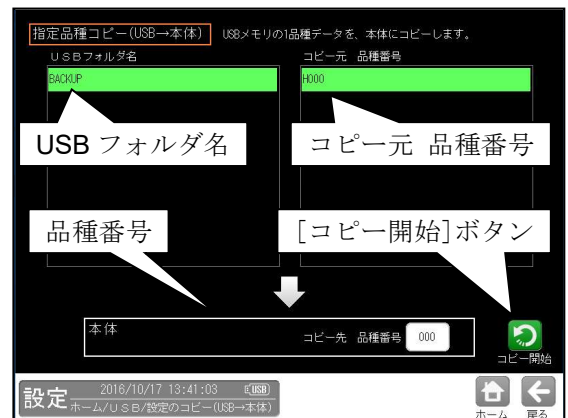 指定品種コピー(USB→本体) USBメモリの1品種データを、本体にコピーします。
USBフォルダ名 コピー元 品種番号
BACKUP H000
USB フォルダ名 コピー元 品種番号
品種番号 [コピー開始]ボタン
本体 コピー先 品種番号 000
コピー開始
設定 2016/10/17 13:41:03 USB
ホーム/USB/設定のコピー(USB→本体)
ホーム 戻る